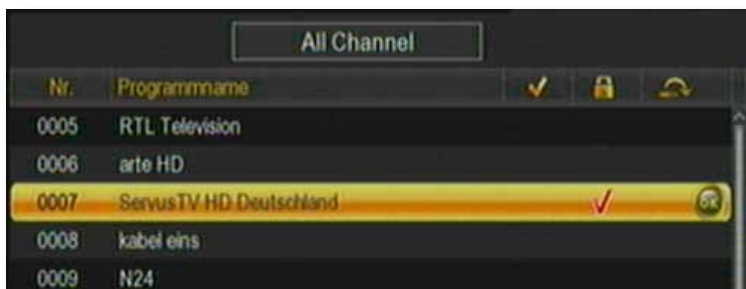 All Channel
Nr. Programmname
0005 RTL Television
0006 arte HD
0007 ServusTV HD Deutschland OK
0008 kabel eins
0009 N24